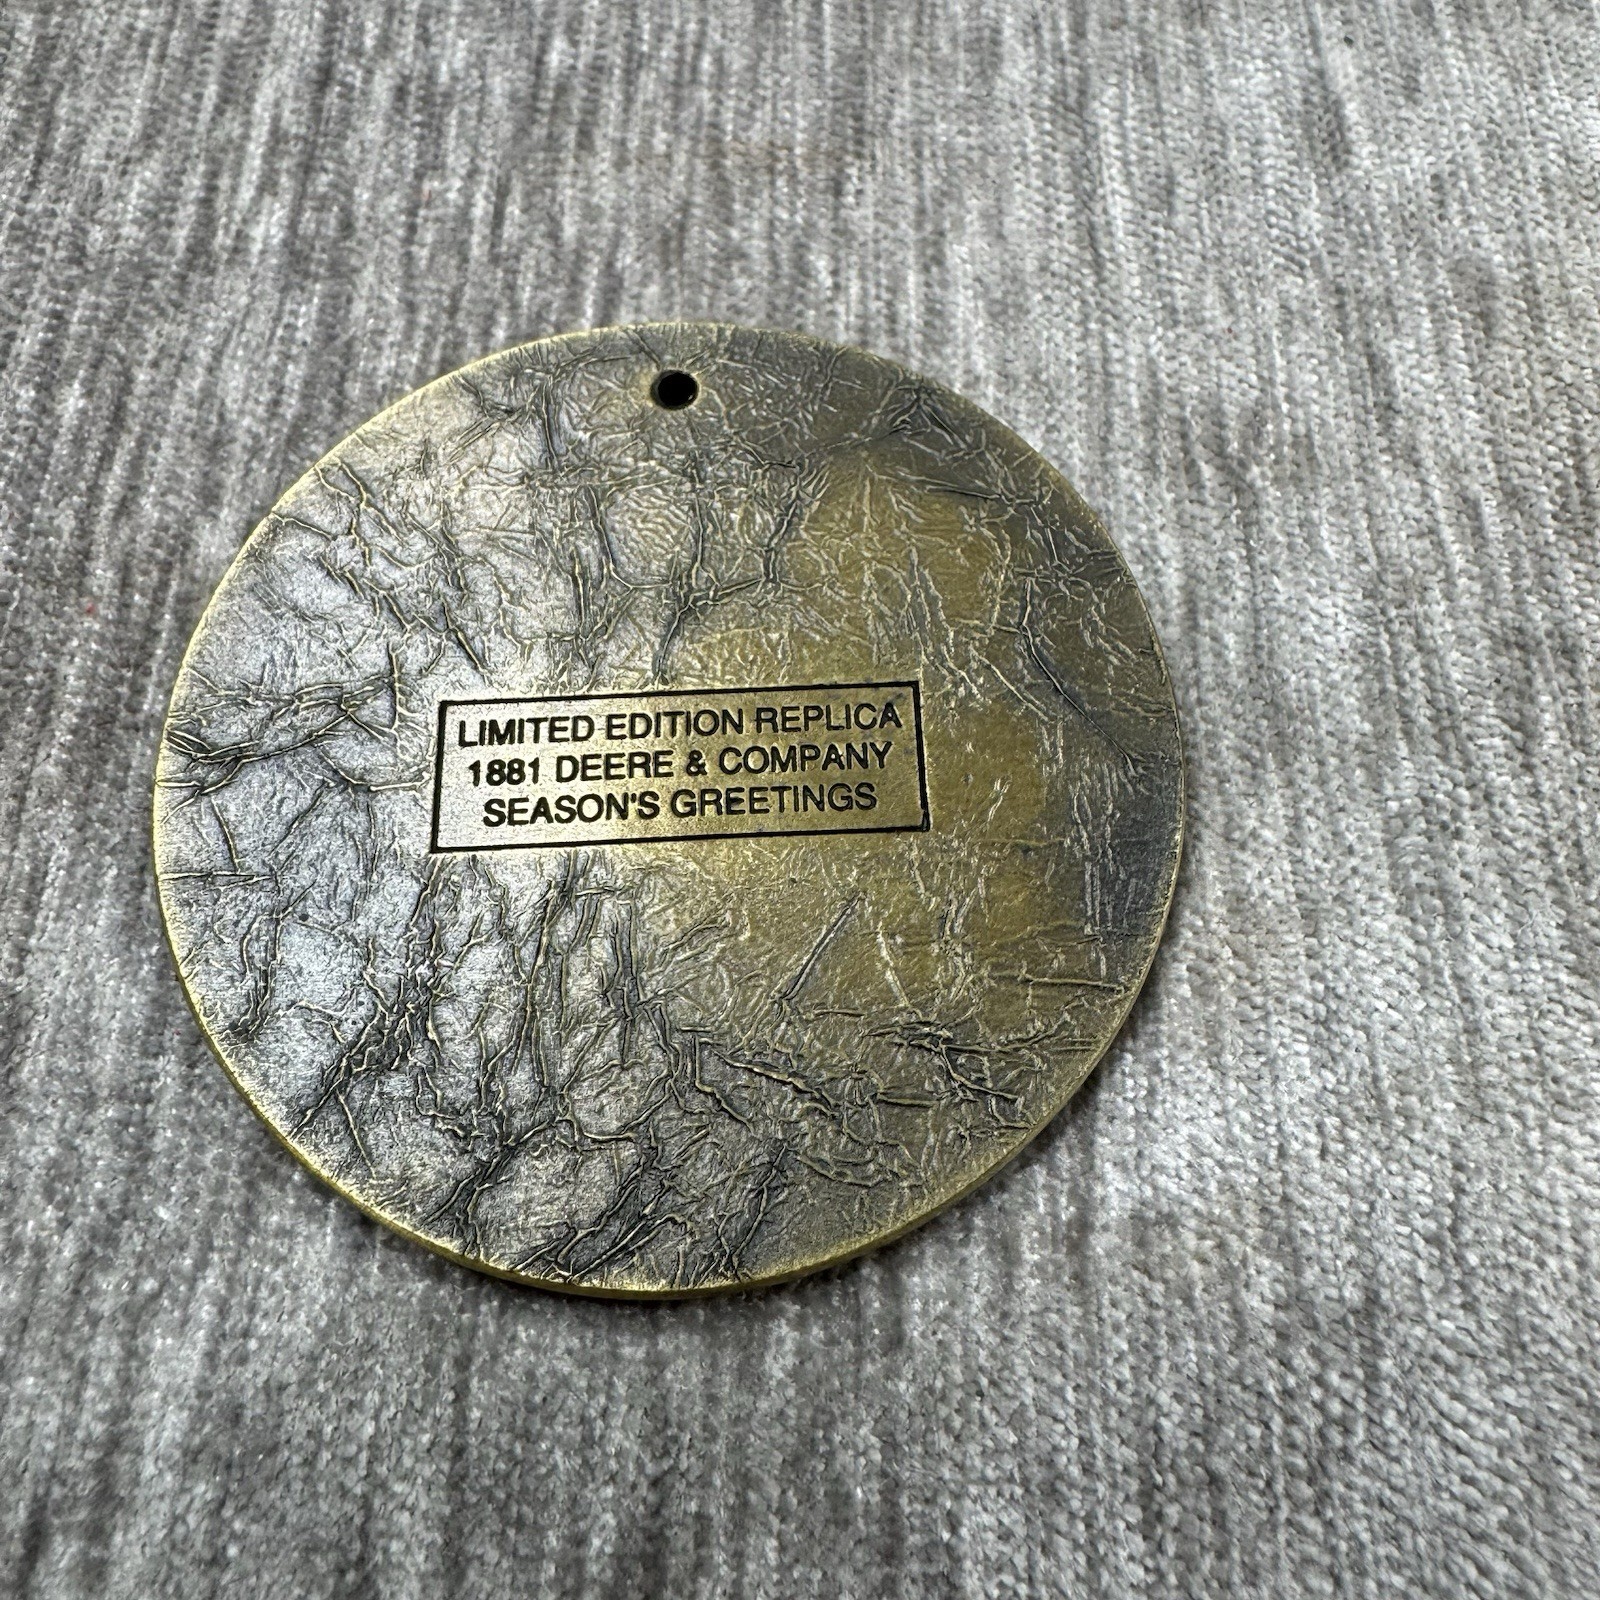 LIMITED EDITION REPLICA
1881 DEERE & COMPANY
SEASON'S GREETINGS